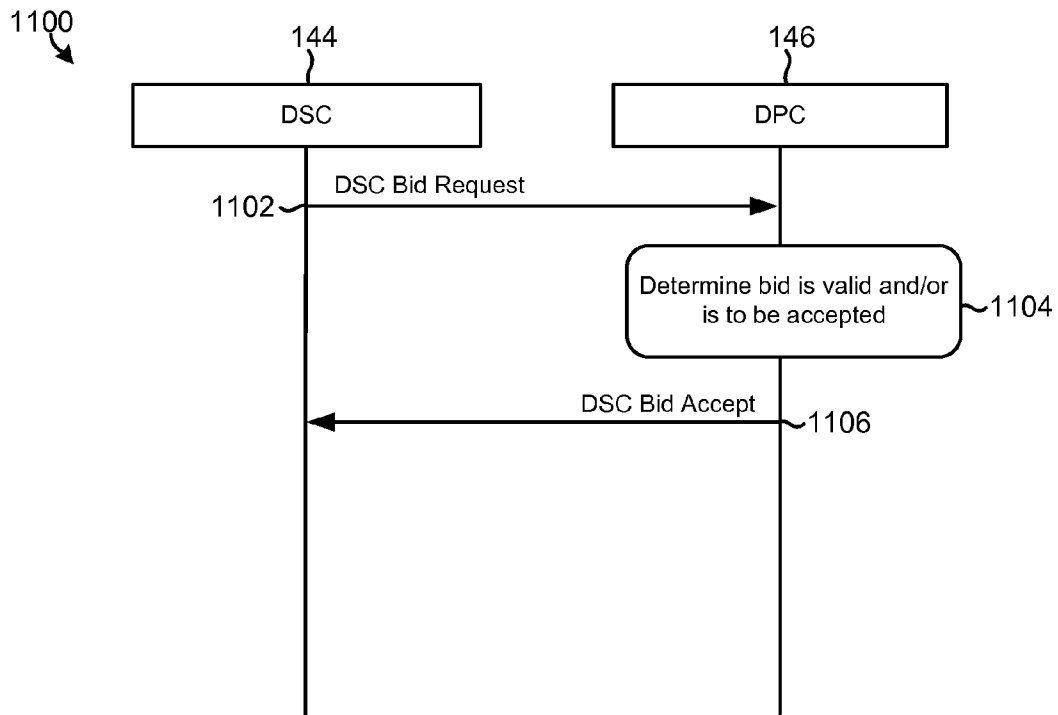 1100
144
146
DSC
DPC
DSC Bid Request
1102
Determine bid is valid and/or
is to be accepted
1104
DSC Bid Accept
1106